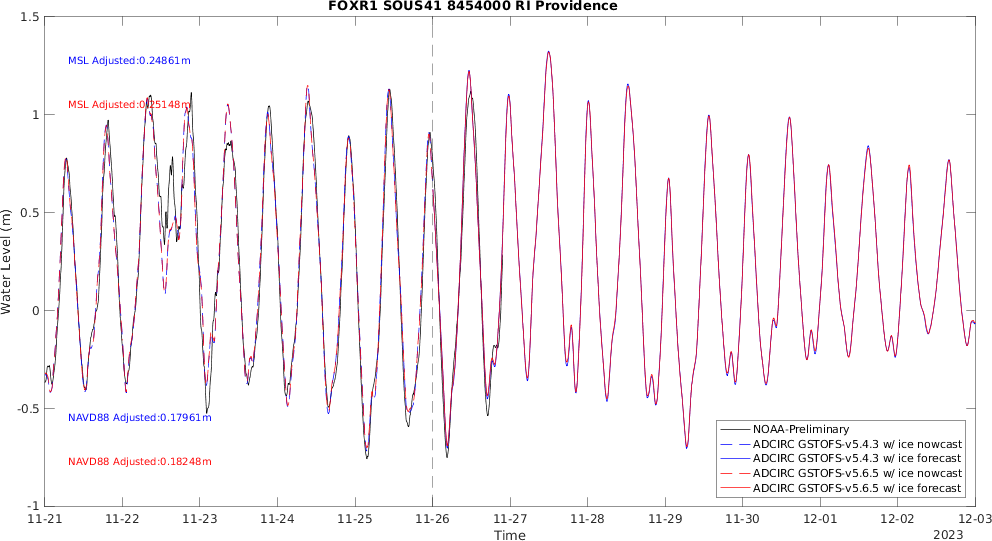 FOXR1 SOUS41 8454000 RI Providence
1.5
1
0.5
0
-0.5
-1
Water Level (m)
MSL Adjusted:0.24861m
MSL Adjusted:0.25148m
NAVD88 Adjusted:0.17961m
NAVD88 Adjusted:0.18248m
NOAA-Preliminary
ADCIRC GSTOFS-v5.4.3 w/ ice nowcast
ADCIRC GSTOFS-v5.4.3 w/ ice forecast
ADCIRC GSTOFS-v5.6.5 w/ ice nowcast
ADCIRC GSTOFS-v5.6.5 w/ ice forecast
11-21 11-22 11-23 11-24 11-25 11-26 11-27 11-28 11-29 11-30 12-01 12-02 12-03
Time
2023